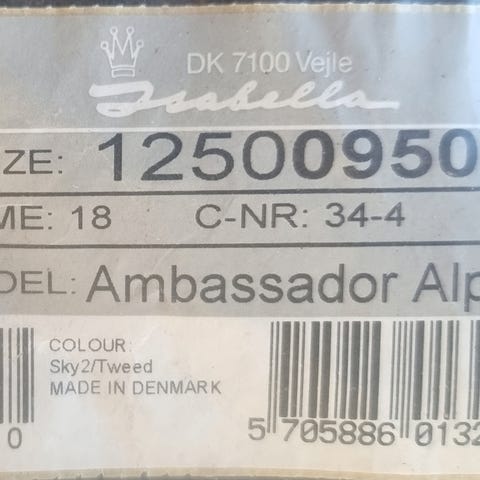 DK 7100 Vejle
Isabella
ZE: 12500950
ME: 18 C-NR: 34-4
DEL: Ambassador Alp
COLOUR:
Sky2/Tweed
MADE IN DENMARK
0 5 705886 0132